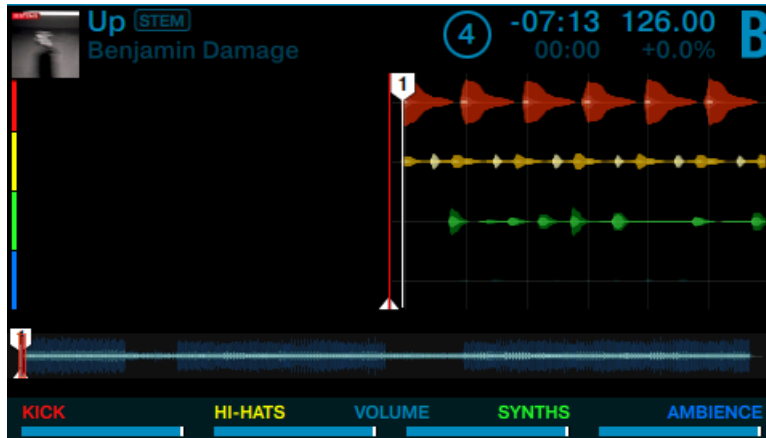 Up STEM
Benjamin Damage
4
-07:13
00:00
126.00
+0.0%
B
1
1
KICK HI-HATS VOLUME SYNTHS AMBIENCE